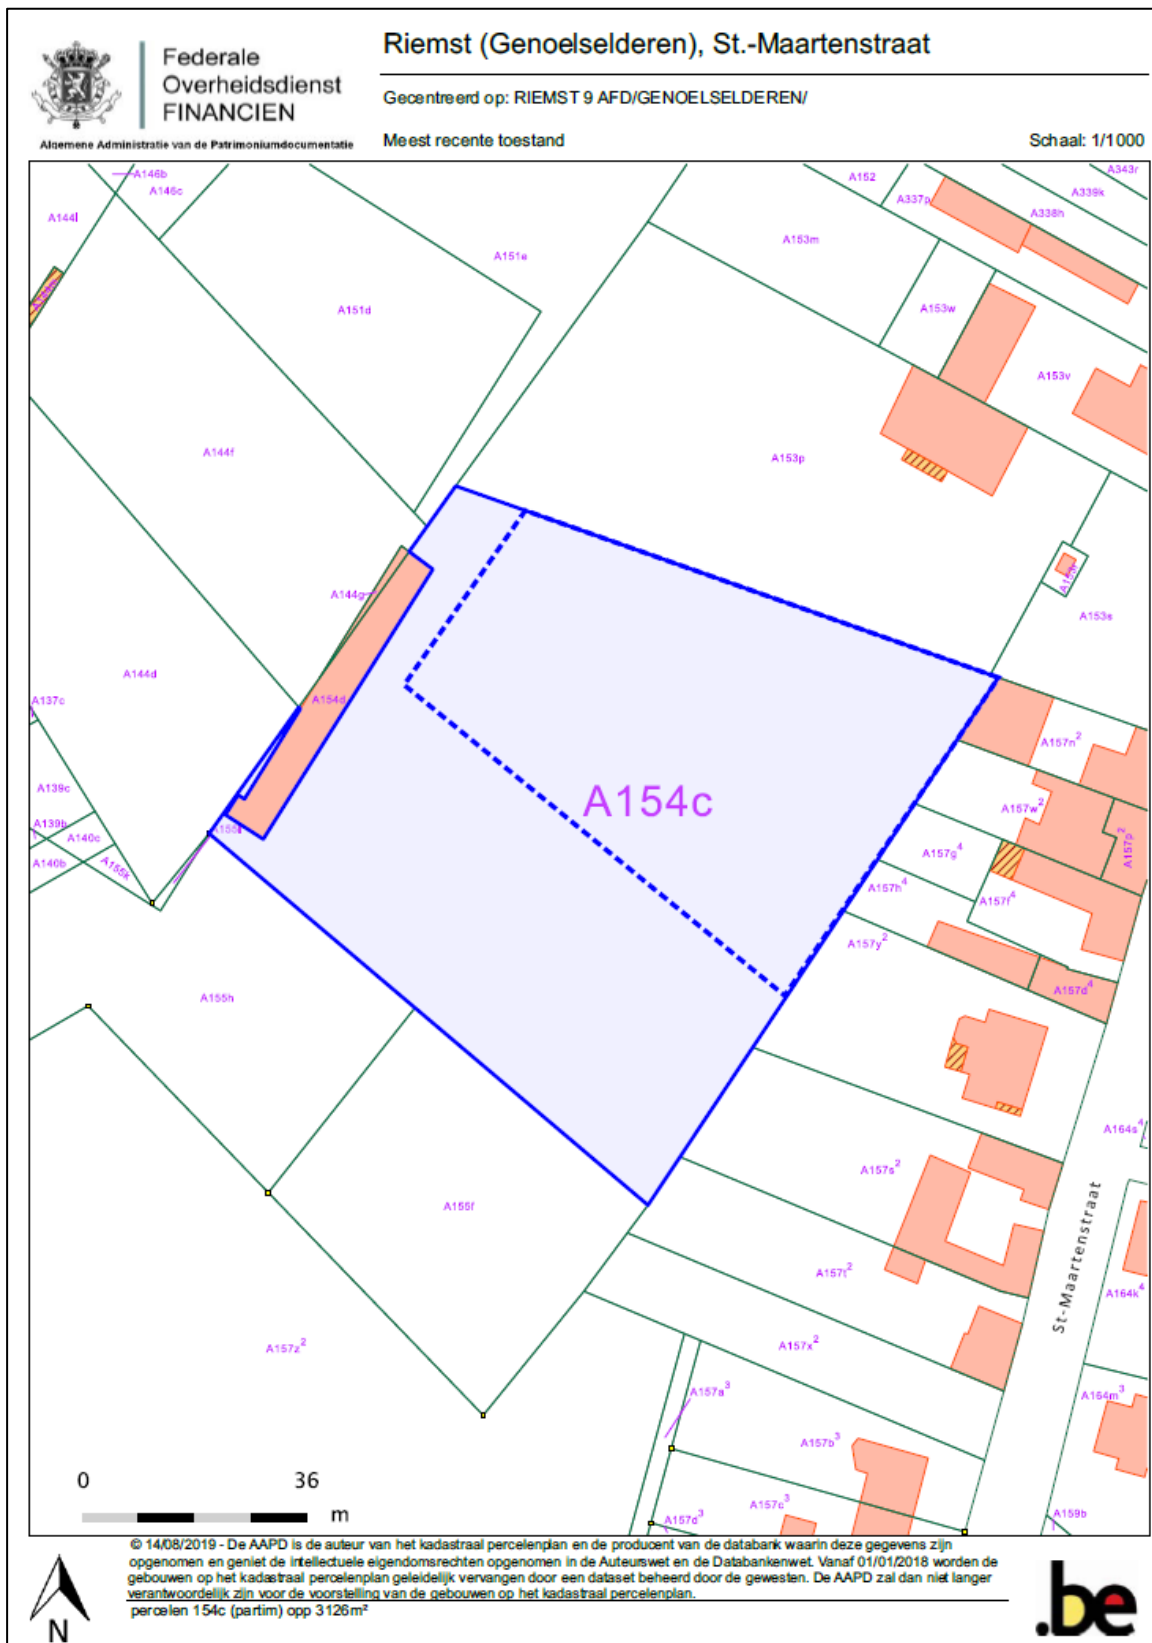 Federale
Overheidsdienst
FINANCIEN
Algemene Administratie van de Patrimoniumdocumentatie
Riemst (Genoelselderen), St.-Maartenstraat
Gecentreerd op: RIEMST 9 AFD/GENOELSELDEREN/
Meest recente toestand
Schaal: 1/1000
A146b
A146c
A144l
A151e
A151d
A152
A337p
A343r
A339k
A338h
A153m
A153w
A153v
A144f
A153p
A144g
A153s
A144d
A137c
A154d
A157n²
A139c
A154c
A157w²
A139b
A140c
A140b
A155k
A157g⁴
A157p²
A157h⁴
A157f⁴
A157y²
A155h
A157d⁴
A164s⁴
A157s²
A155f
St-Maartenstraat
A157t²
A164k⁴
A157z²
A157x²
A157a³
A164m³
A157b³
0 36
m
A157c³
A157d³
A159b
© 14/08/2019 - De AAPD is de auteur van het kadastraal percelenplan en de producent van de databank waarin deze gegevens zijn
opgenomen en geniet de intellectuele eigendomsrechten opgenomen in de Auteurswet en de Databankenwet. Vanaf 01/01/2018 worden de
gebouwen op het kadastraal percelenplan geleidelijk vervangen door een dataset beheerd door de gewesten. De AAPD zal dan niet langer
verantwoordelijk zijn voor de voorstelling van de gebouwen op het kadastraal percelenplan.
percelen 154c (partim) opp 3126m²
N
.be